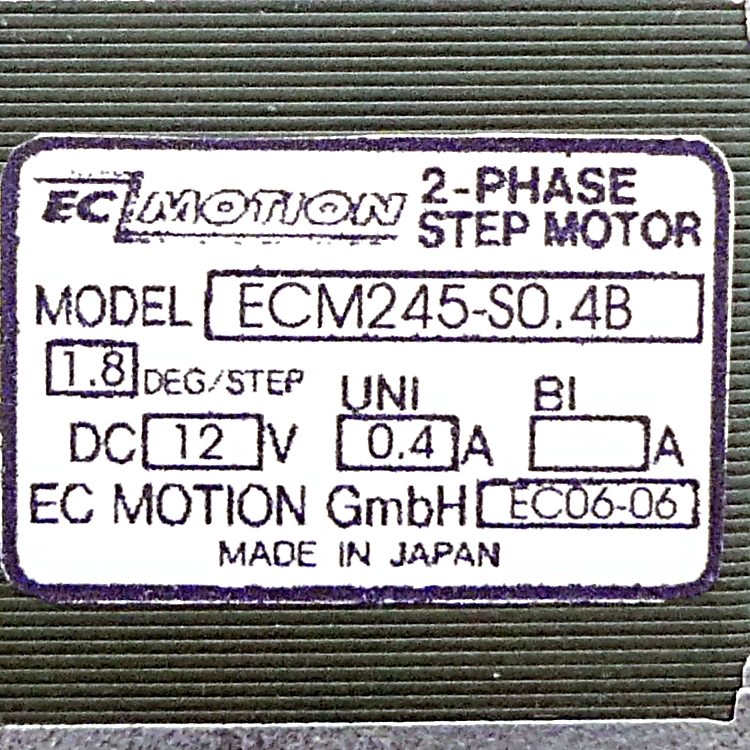 EC MOTION 2-PHASE
STEP MOTOR
MODEL ECM245-S0.4B
1.8 DEG/STEP
UNI BI
DC 12 V 0.4 A A
EC MOTION GmbH EC06-06
MADE IN JAPAN